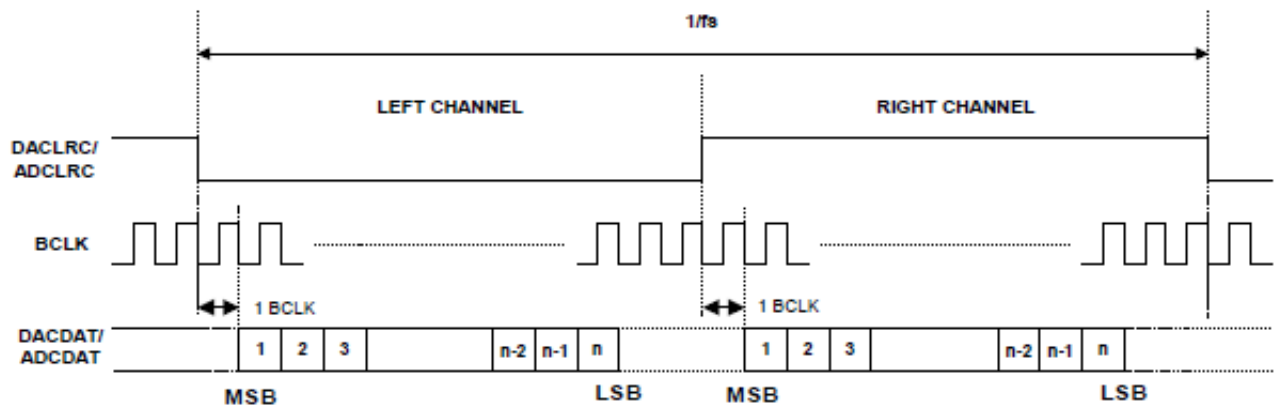 1/fs
LEFT CHANNEL
RIGHT CHANNEL
DACLRC/
ADCLRC
BCLK
1 BCLK
1 BCLK
DACDAT/
ADCDAT
1 2 3 n-2 n-1 n 1 2 3 n-2 n-1 n
MSB LSB MSB LSB